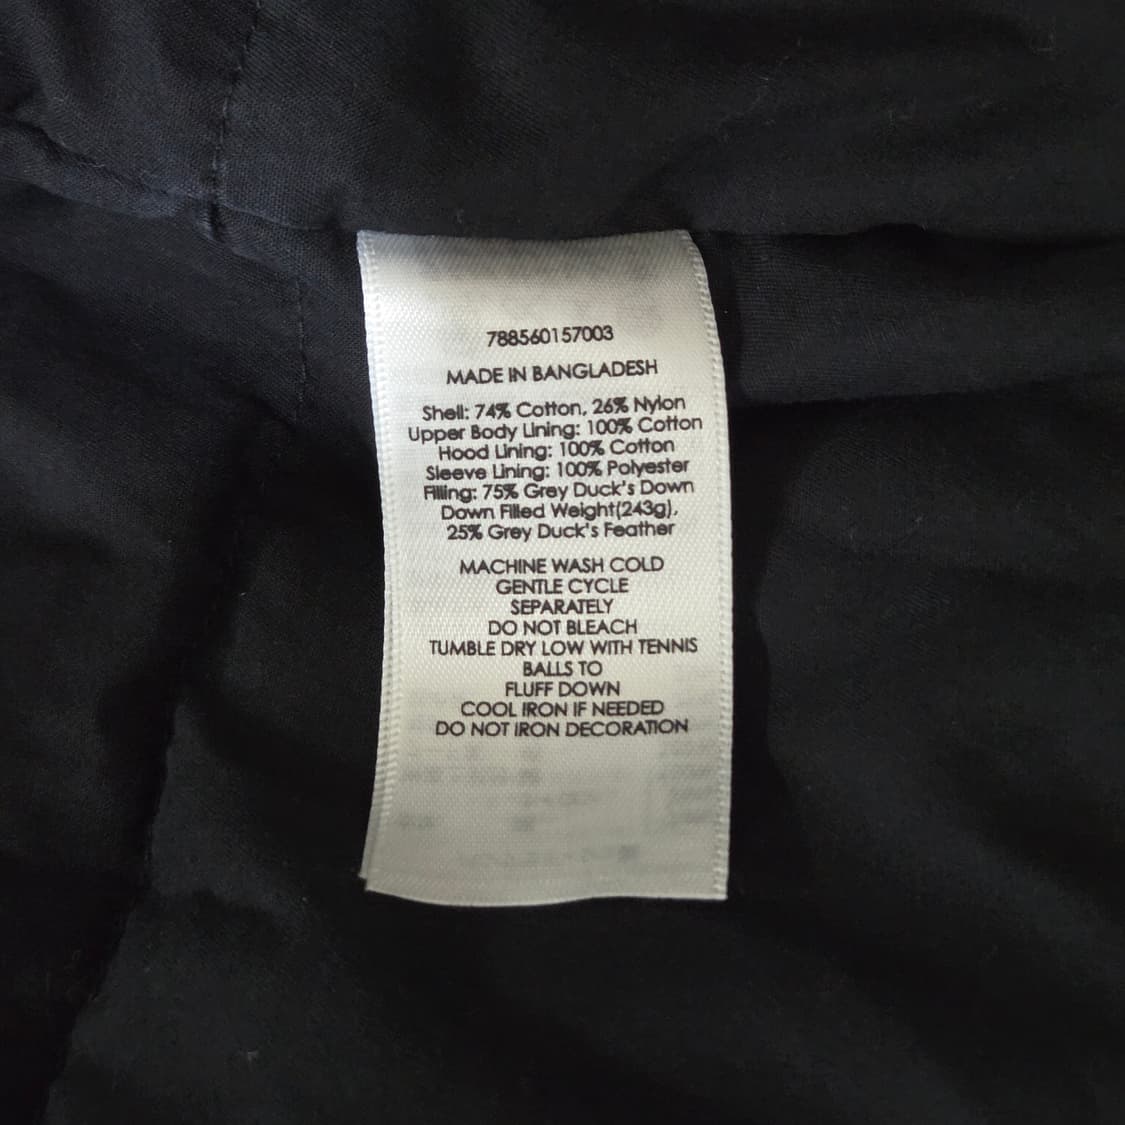 788560157003
MADE IN BANGLADESH
Shell: 74% Cotton, 26% Nylon
Upper Body Lining: 100% Cotton
Hood Lining: 100% Cotton
Sleeve Lining: 100% Polyester
Filling: 75% Grey Duck's Down
Down Filled Weight(243g),
25% Grey Duck's Feather
MACHINE WASH COLD
GENTLE CYCLE
SEPARATELY
DO NOT BLEACH
TUMBLE DRY LOW WITH TENNIS
BALLS TO
FLUFF DOWN
COOL IRON IF NEEDED
DO NOT IRON DECORATION